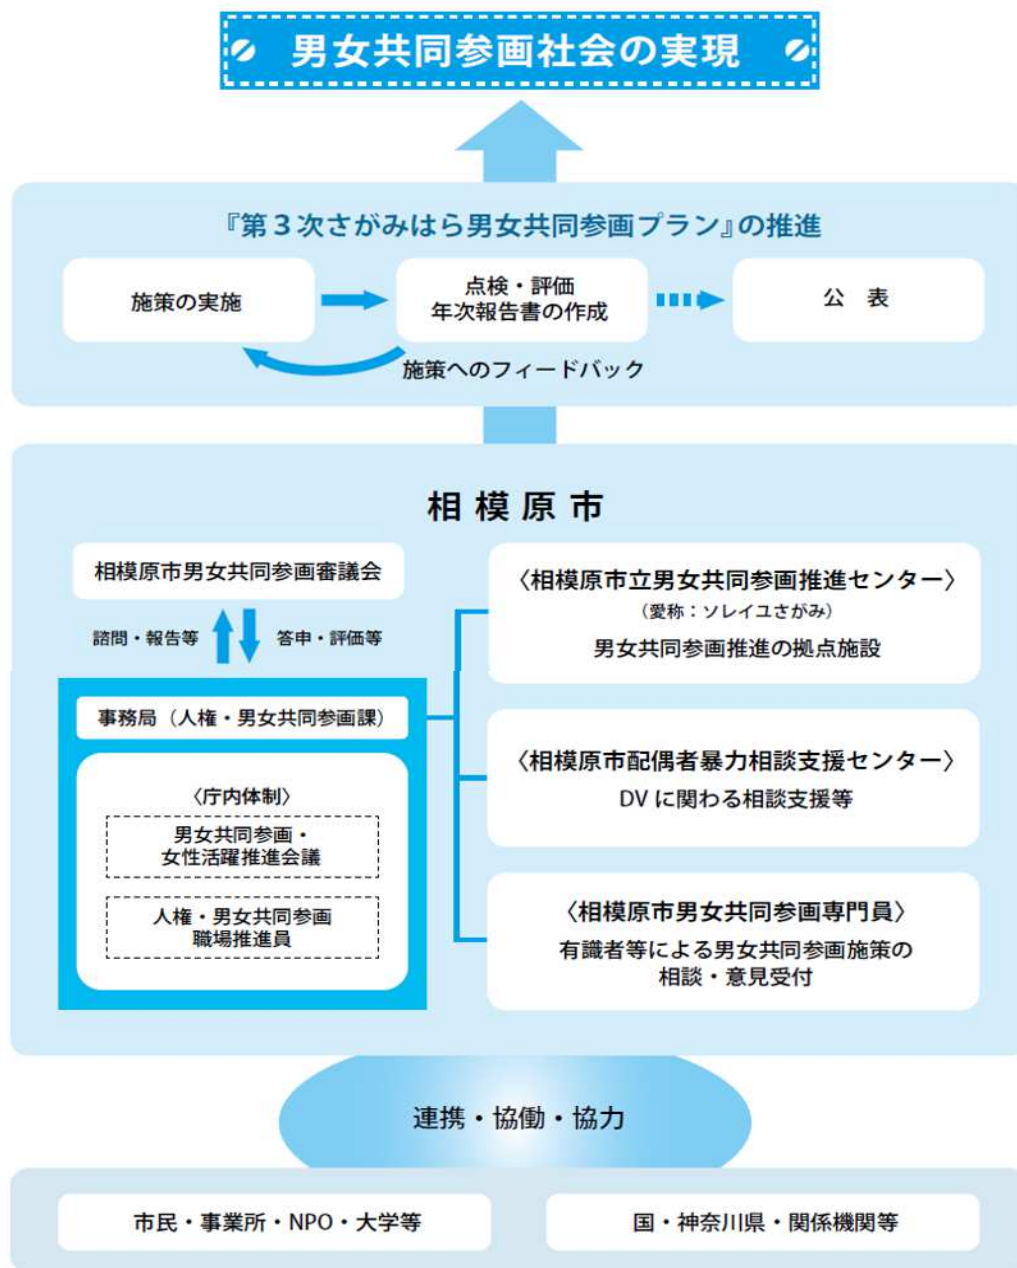 男女共同参画社会の実現
『第3次さがみはら男女共同参画プラン』の推進
施策の実施
点検・評価
年次報告書の作成
公 表
施策へのフィードバック
相模原市
相模原市男女共同参画審議会
諮問・報告等
答申・評価等
事務局（人権・男女共同参画課）
〈庁内体制〉
男女共同参画・
女性活躍推進会議
人権・男女共同参画
職場推進員
〈相模原市立男女共同参画推進センター〉
（愛称：ソレイユさがみ）
男女共同参画推進の拠点施設
〈相模原市配偶者暴力相談支援センター〉
DVに関わる相談支援等
〈相模原市男女共同参画専門員〉
有識者等による男女共同参画施策の
相談・意見受付
連携・協働・協力
市民・事業所・NPO・大学等
国・神奈川県・関係機関等